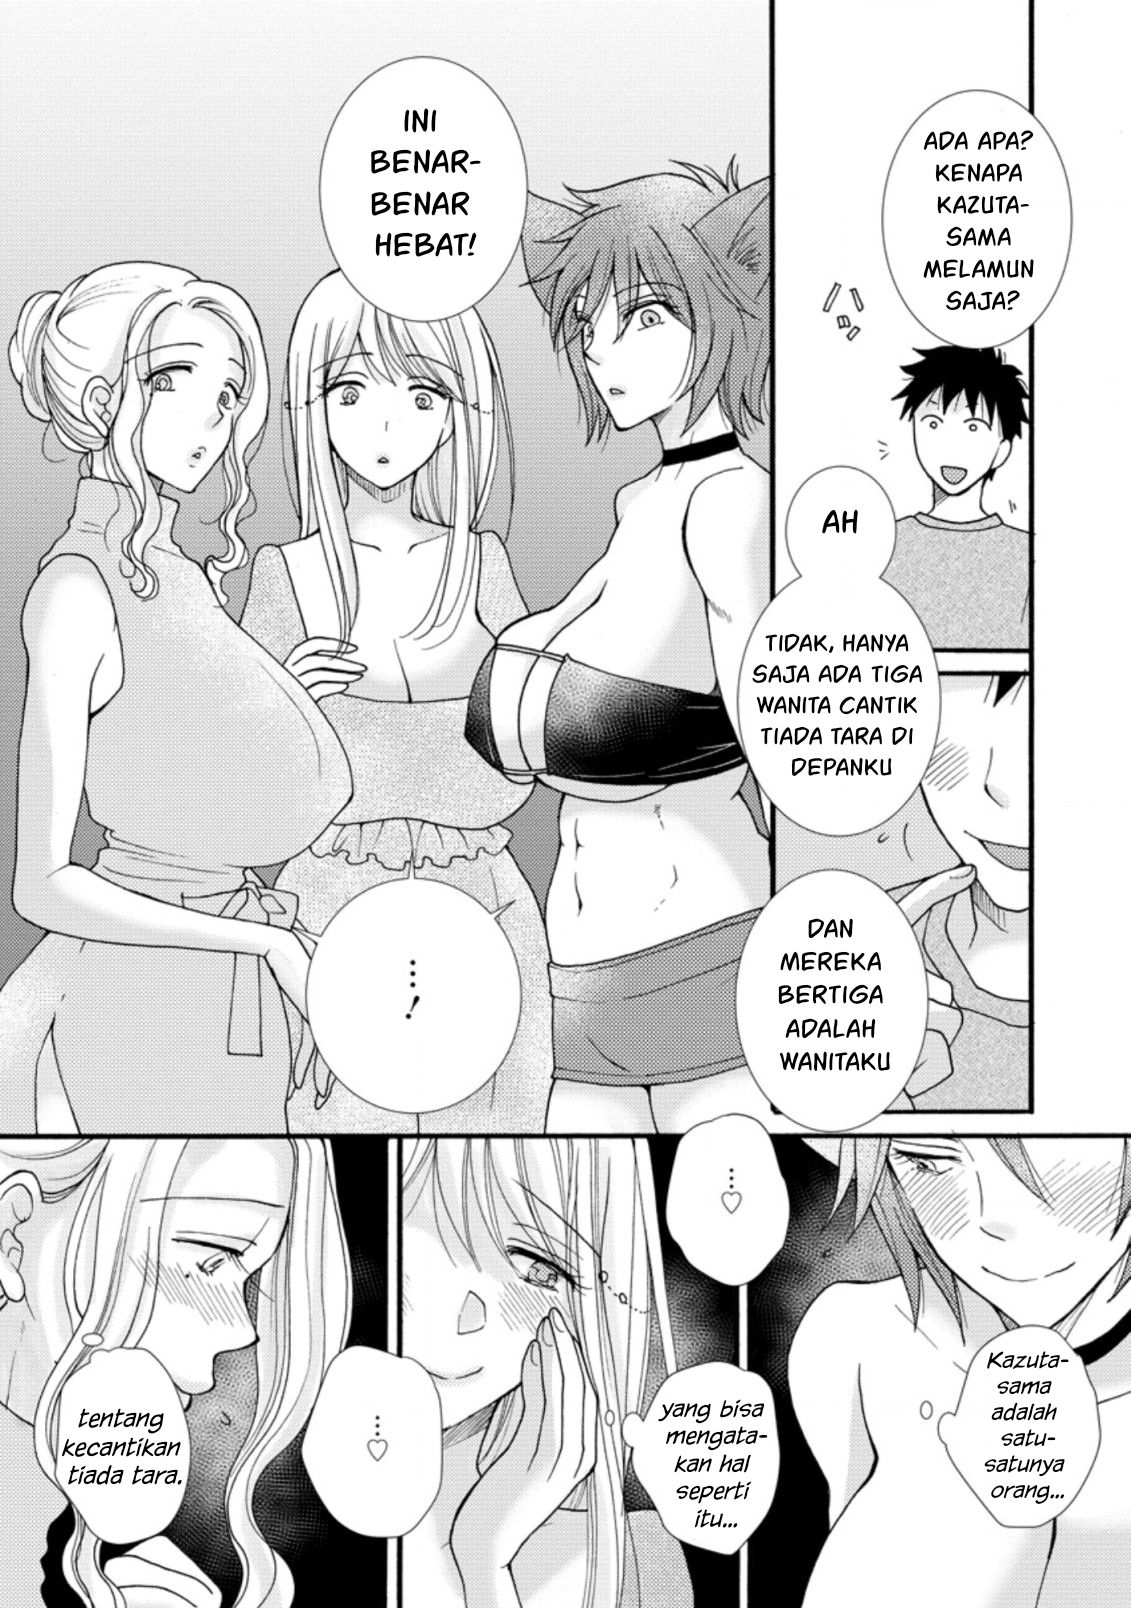 ADA APA?
KENAPA
KAZUTA-
SAMA
MELAMUN
SAJA?
INI
BENAR-
BENAR
HEBAT!
AH
TIDAK, HANYA
SAJA ADA TIGA
WANITA CANTIK
TIADA TARA DI
DEPANKU
DAN
MEREKA
BERTIGA
ADALAH
WANITAKU
...!
Kazuta-
sama
adalah
satu-
satunya
orang...
...♡
yang bisa
mengata-
kan hal
seperti
itu...
...♡
tentang
kecantikan
tiada tara.